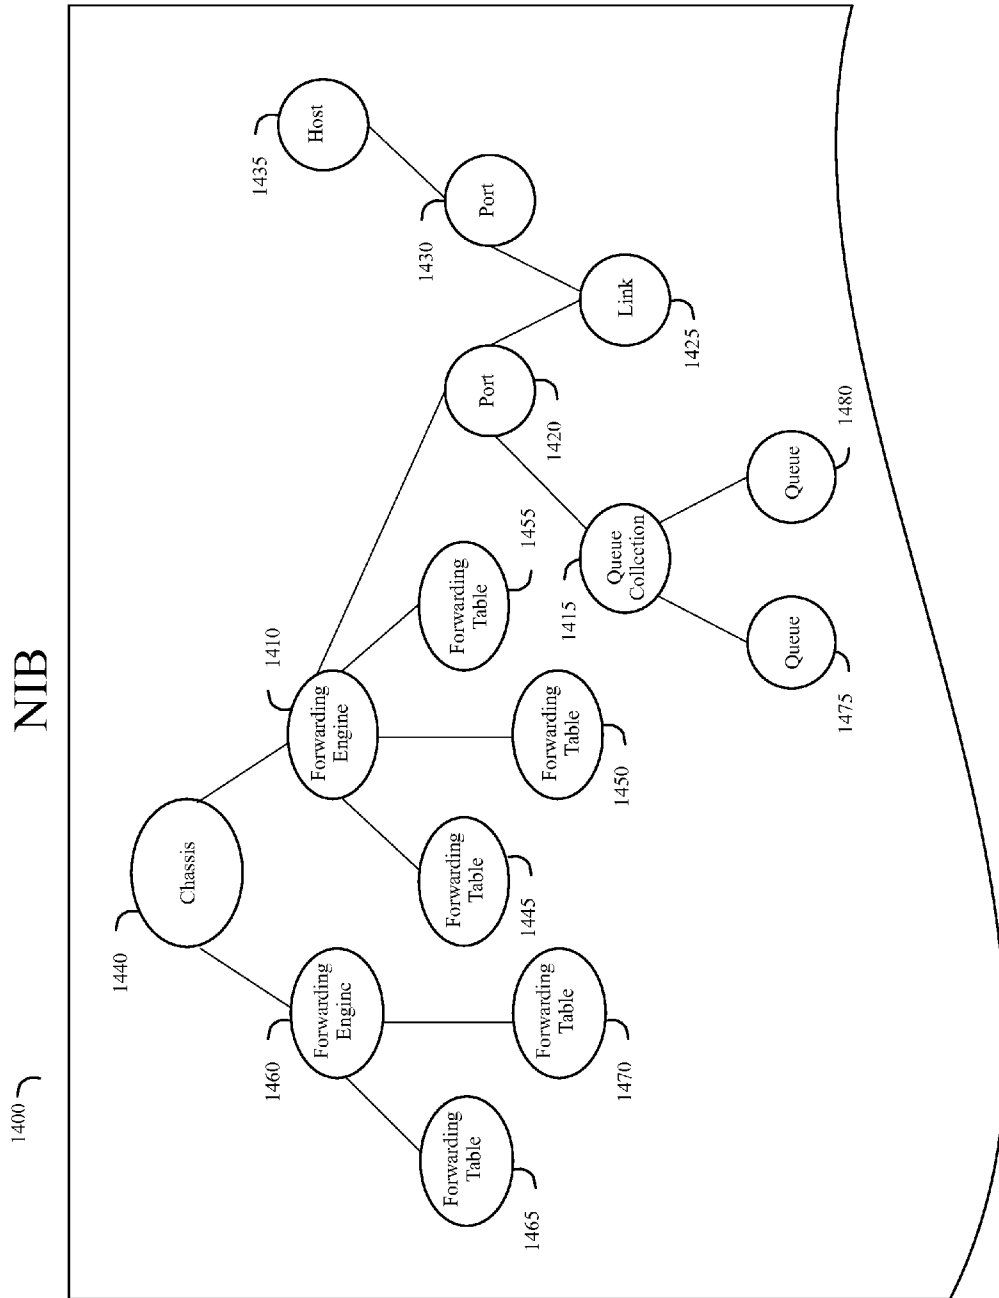 NIB
1400
1440
Chassis
1435
Host
1460
Forwarding
Enginc
1410
Forwarding
Engine
1430
Port
1465
Forwarding
Table
1445
Forwarding
Table
1455
Forwarding
Table
1420
Port
1470
Forwarding
Table
1450
Forwarding
Table
1415
Queue
Collection
1425
Link
1475
Queue
1480
Queue